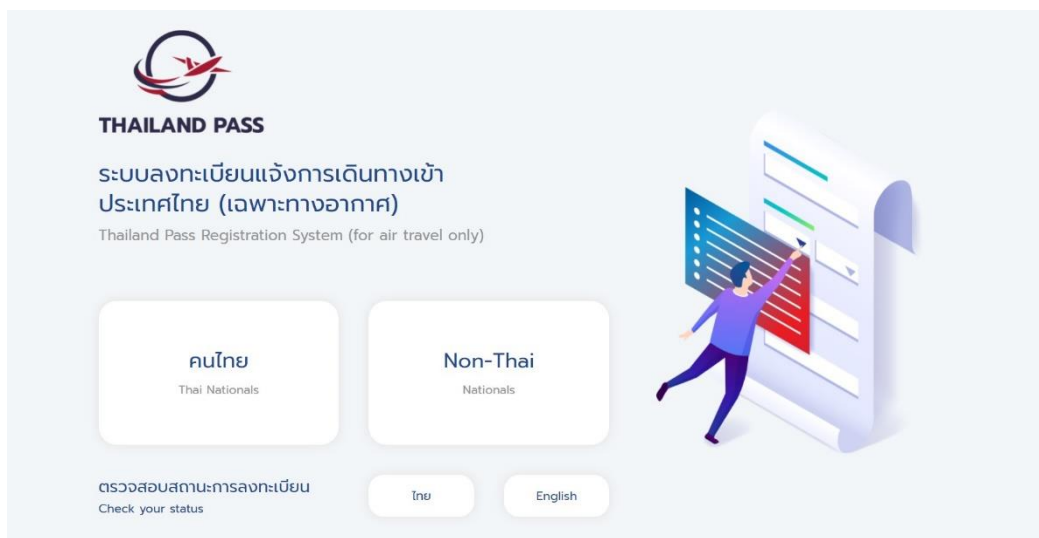 THAILAND PASS
ระบบลงทะเบียนแจ้งการเดินทางเข้า
ประเทศไทย (เฉพาะทางอากาศ)
Thailand Pass Registration System (for air travel only)
คนไทย
Thai Nationals
Non-Thai
Nationals
ตรวจสอบสถานะการลงทะเบียน
Check your status
ไทย
English